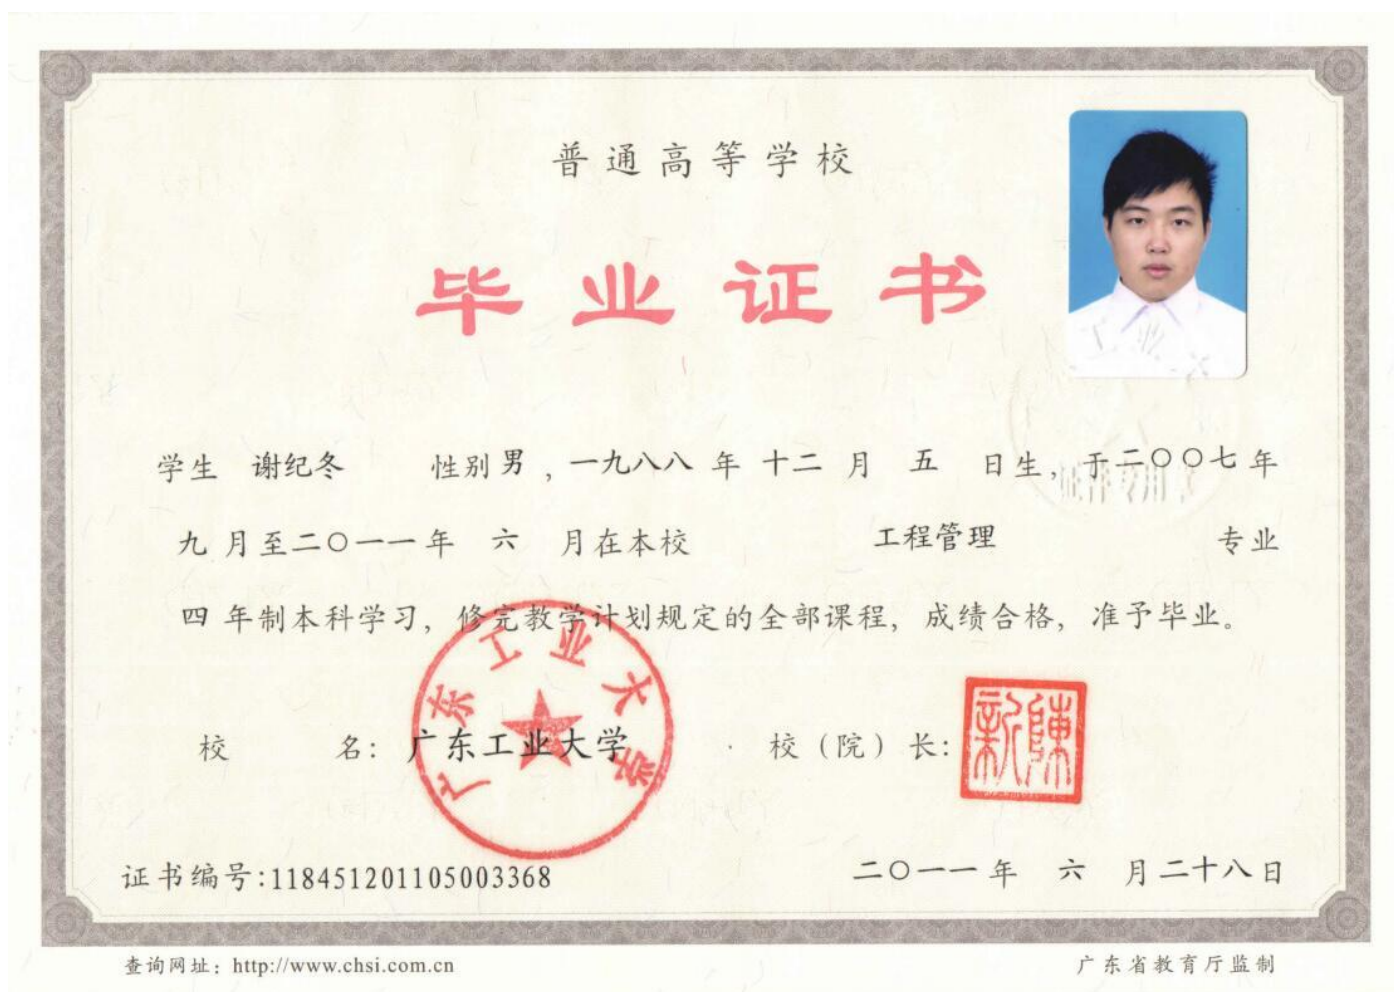 普通高等学校
毕业证书
学生 谢纪冬 性别 男 ，一九八八 年 十二 月 五 日生，于二〇〇七年
九 月至二〇一一年 六 月在本校 工程管理 专业
四 年制本科学习，修完教学计划规定的全部课程，成绩合格，准予毕业。
广东工业大学
校 名：广东工业大学 校（院）长：
陈新
证书编号:118451201105003368 二〇一一年 六 月二十八日
查询网址：http://www.chsi.com.cn 广东省教育厅监制